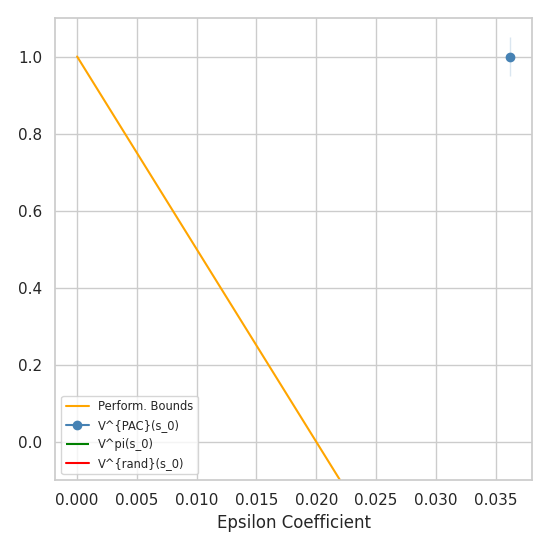 1.0
0.8
0.6
0.4
0.2
0.0
Perform. Bounds
V^{PAC}(s_0)
V^pi(s_0)
V^{rand}(s_0)
0.000 0.005 0.010 0.015 0.020 0.025 0.030 0.035
Epsilon Coefficient